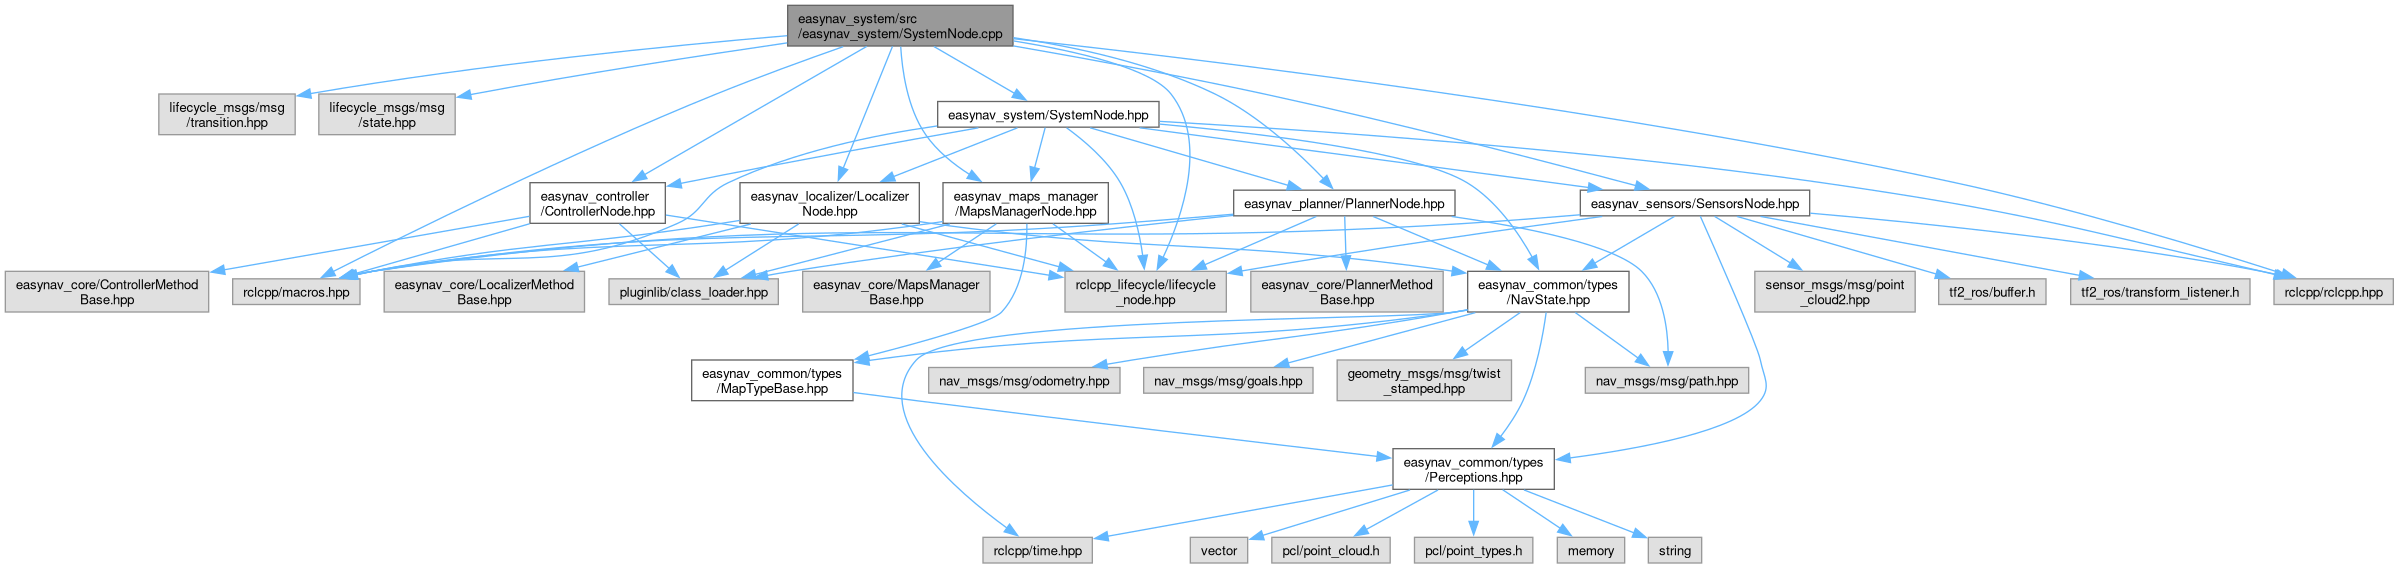 easynav_system/src
/easynav_system/SystemNode.cpp
lifecycle_msgs/msg
/transition.hpp
lifecycle_msgs/msg
/state.hpp
easynav_system/SystemNode.hpp
easynav_controller
/ControllerNode.hpp
easynav_localizer/Localizer
Node.hpp
easynav_maps_manager
/MapsManagerNode.hpp
easynav_planner/PlannerNode.hpp
easynav_sensors/SensorsNode.hpp
easynav_core/ControllerMethod
Base.hpp
rclcpp/macros.hpp
easynav_core/LocalizerMethod
Base.hpp
pluginlib/class_loader.hpp
easynav_core/MapsManager
Base.hpp
rclcpp_lifecycle/lifecycle
_node.hpp
easynav_core/PlannerMethod
Base.hpp
easynav_common/types
/NavState.hpp
sensor_msgs/msg/point
_cloud2.hpp
tf2_ros/buffer.h
tf2_ros/transform_listener.h
rclcpp/rclcpp.hpp
easynav_common/types
/MapTypeBase.hpp
nav_msgs/msg/odometry.hpp
nav_msgs/msg/goals.hpp
geometry_msgs/msg/twist
_stamped.hpp
nav_msgs/msg/path.hpp
easynav_common/types
/Perceptions.hpp
rclcpp/time.hpp
vector
pcl/point_cloud.h
pcl/point_types.h
memory
string